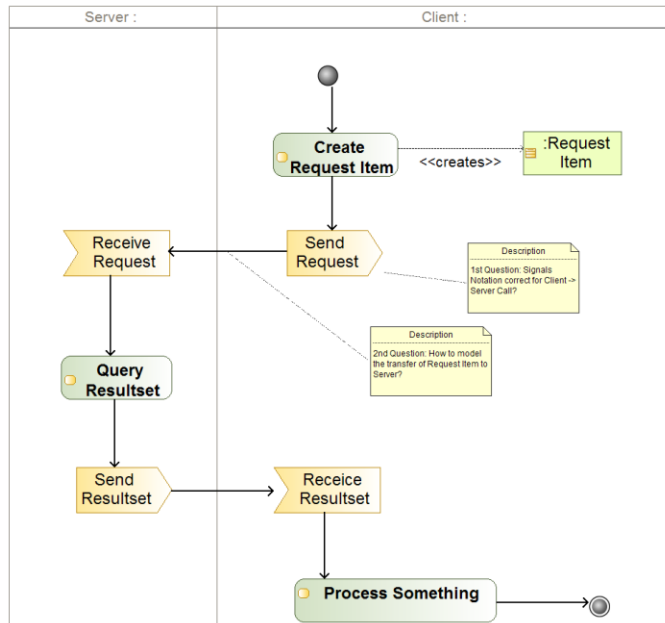 Server :
Client :
Create
Request Item
<<creates>>
:Request
Item
Receive
Request
Send
Request
Description
1st Question: Signals
Notation correct for Client ->
Server Call?
Description
2nd Question: How to model
the transfer of Request Item to
Server?
Query
Resultset
Send
Resultset
Receice
Resultset
Process Something